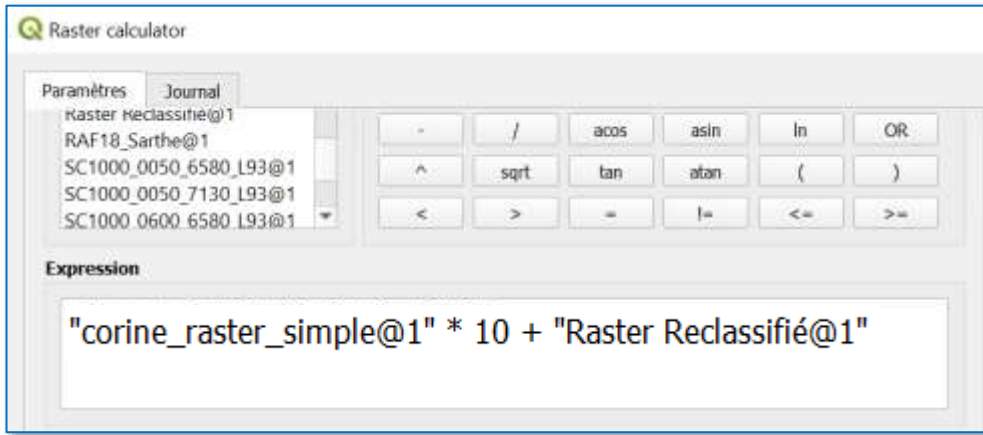 Raster calculator
Paramètres Journal
Raster Reclassifié@1
RAF18_Sarthe@1
SC1000_0050_6580_L93@1
SC1000_0050_7130_L93@1
SC1000_0600_6580_L93@1
- / acos asin ln OR
^ sqrt tan atan ( )
< > = != <= >=
Expression
"corine_raster_simple@1" * 10 + "Raster Reclassifié@1"